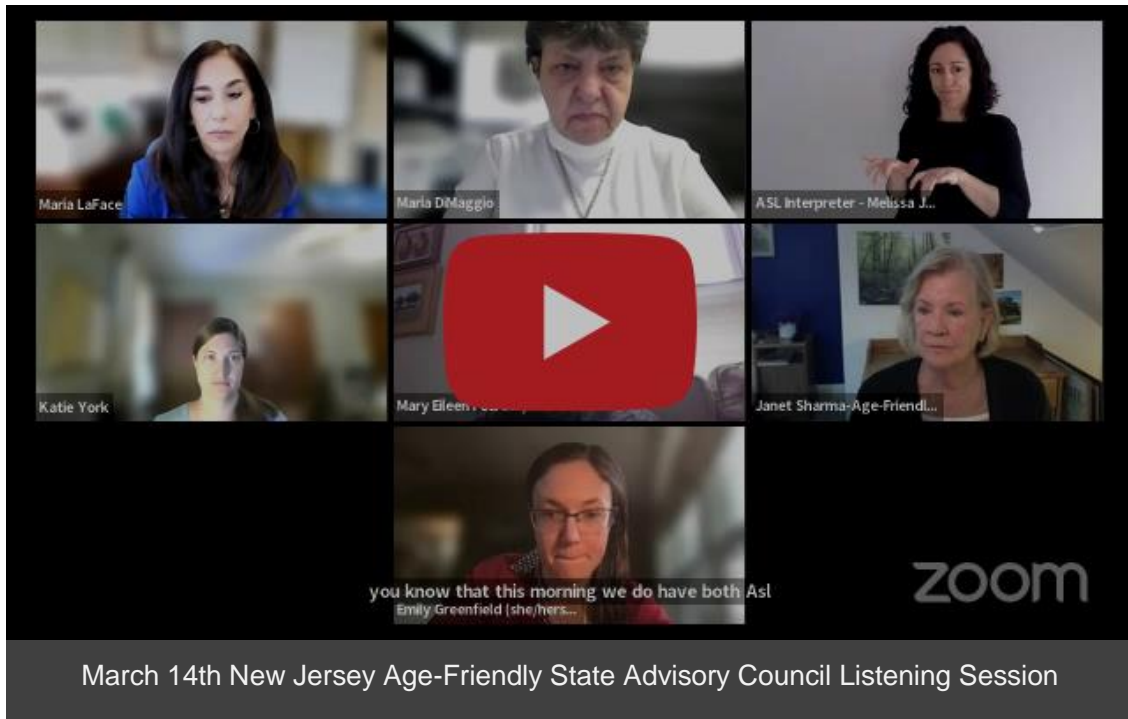 Maria LaFace
Maria DiMaggio
ASL Interpreter - Melissa J...
Katie York
Mary Eileen
Janet Sharma-Age-Friendl...
you know that this morning we do have both Asl
Emily Greenfield (she/hers...
zoom
March 14th New Jersey Age-Friendly State Advisory Council Listening Session